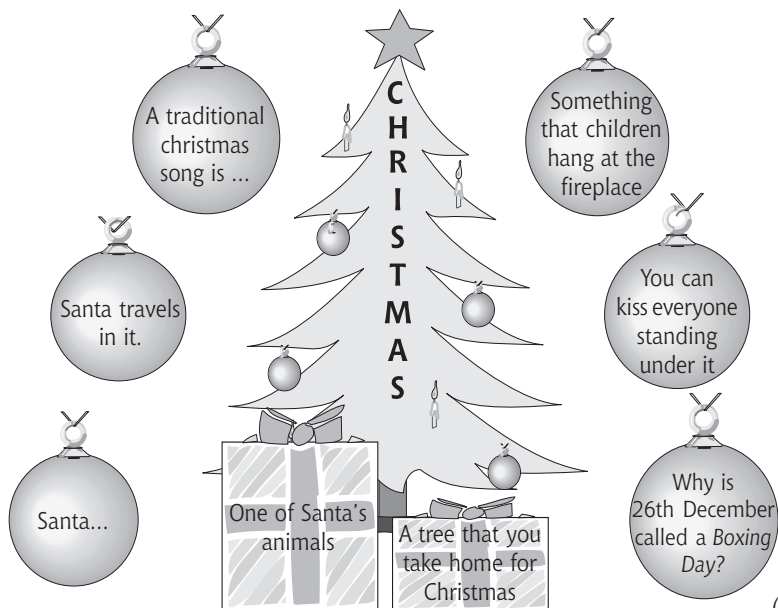 A traditional
christmas
song is ...
CHRISTMAS
Something
that children
hang at the
fireplace
Santa travels
in it.
You can
kiss everyone
standing
under it
Santa...
One of Santa's
animals
A tree that you
take home for
Christmas
Why is
26th December
called a Boxing
Day?